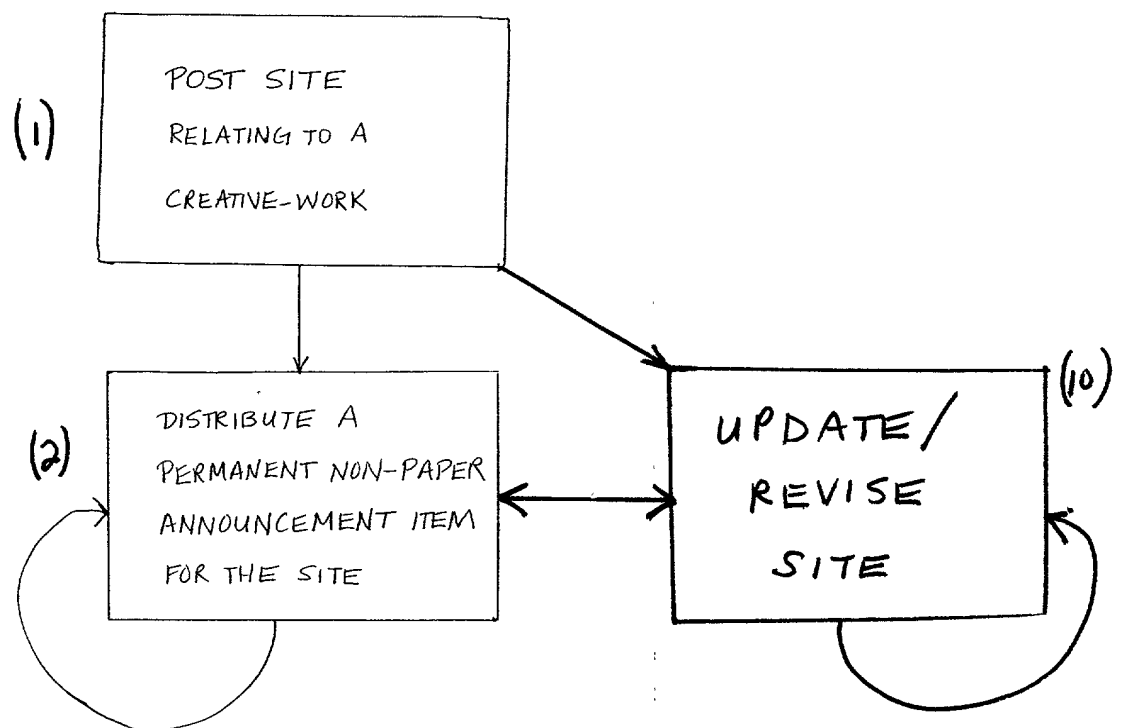 (1)
POST SITE
RELATING TO A
CREATIVE-WORK
(2)
DISTRIBUTE A
PERMANENT NON-PAPER
ANNOUNCEMENT ITEM
FOR THE SITE
(10)
UPDATE/
REVISE
SITE